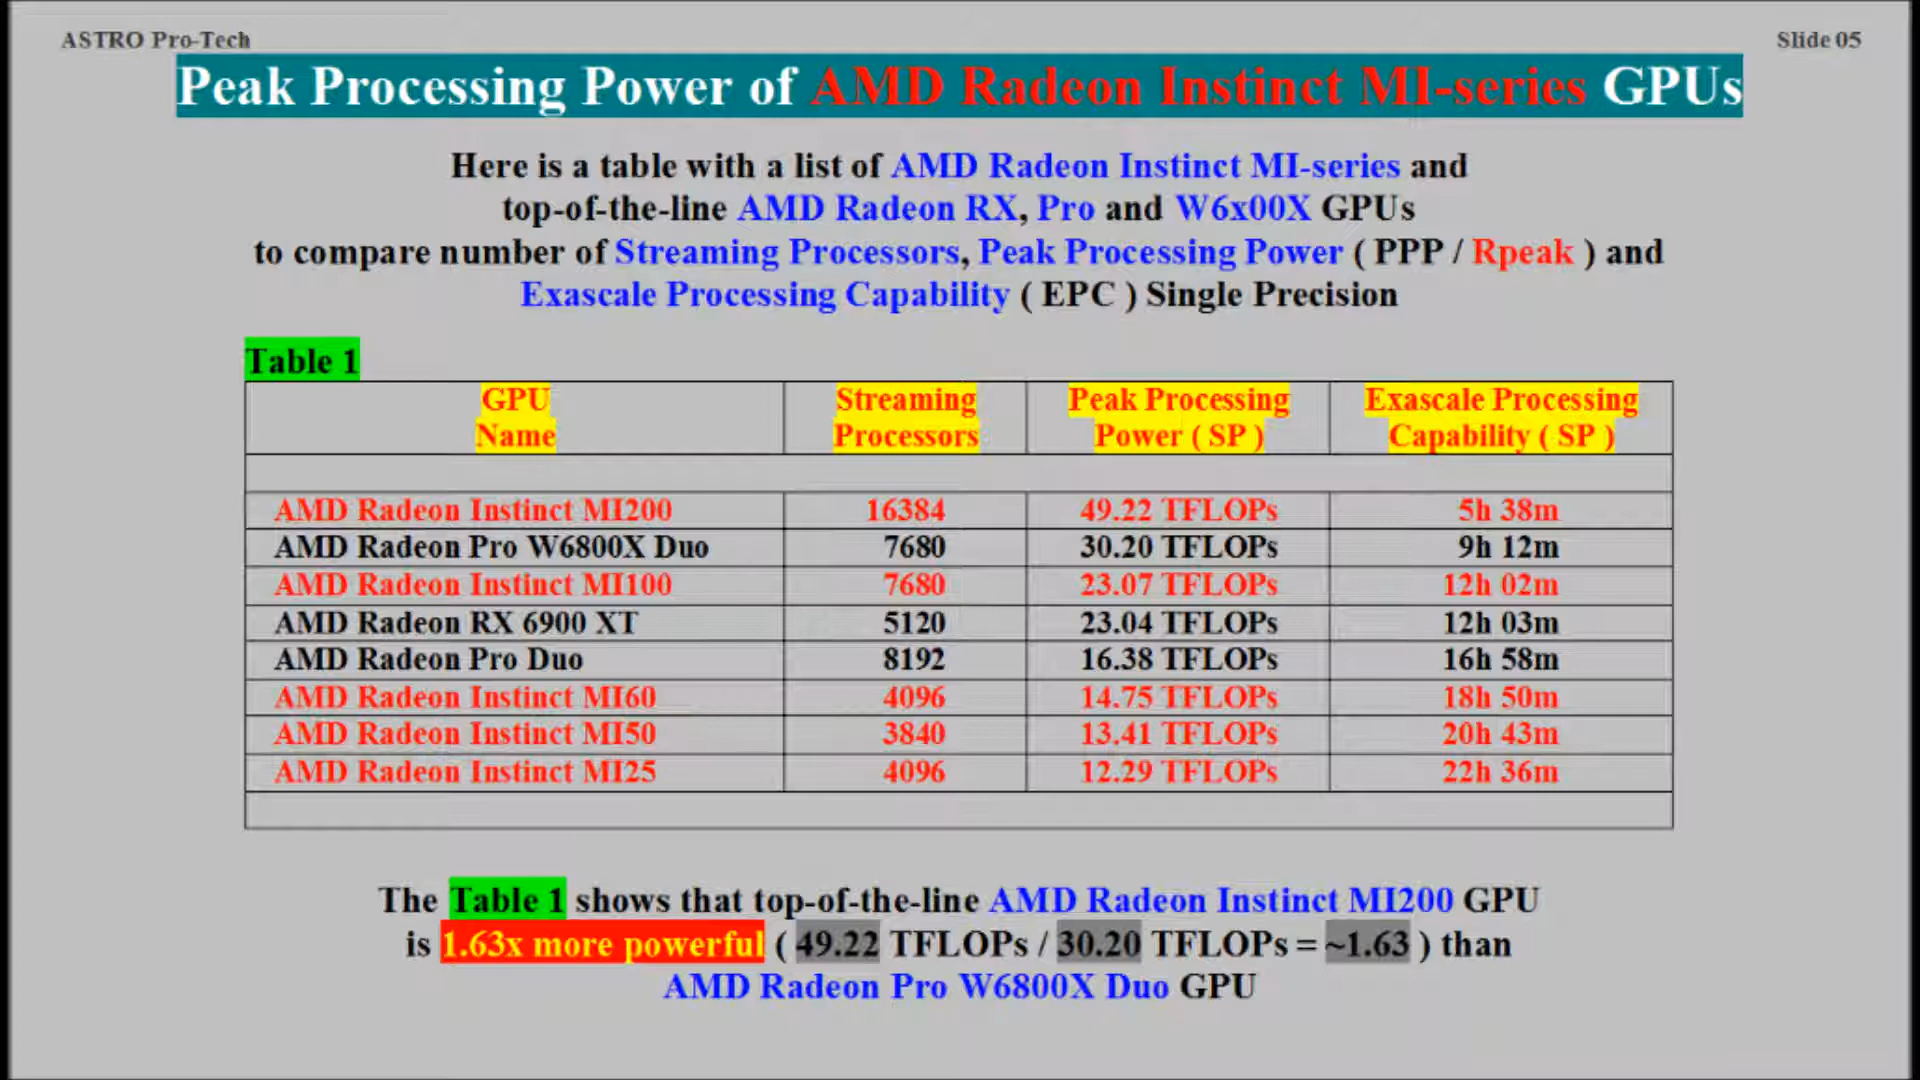 ASTRO Pro-Tech
Slide 05
Peak Processing Power of AMD Radeon Instinct MI-series GPUs
Here is a table with a list of AMD Radeon Instinct MI-series and
top-of-the-line AMD Radeon RX, Pro and W6x00X GPUs
to compare number of Streaming Processors, Peak Processing Power ( PPP / Rpeak ) and
Exascale Processing Capability ( EPC ) Single Precision
Table 1
GPU Name Streaming Processors Peak Processing Power ( SP ) Exascale Processing Capability ( SP )
AMD Radeon Instinct MI200 16384 49.22 TFLOPs 5h 38m
AMD Radeon Pro W6800X Duo 7680 30.20 TFLOPs 9h 12m
AMD Radeon Instinct MI100 7680 23.07 TFLOPs 12h 02m
AMD Radeon RX 6900 XT 5120 23.04 TFLOPs 12h 03m
AMD Radeon Pro Duo 8192 16.38 TFLOPs 16h 58m
AMD Radeon Instinct MI60 4096 14.75 TFLOPs 18h 50m
AMD Radeon Instinct MI50 3840 13.41 TFLOPs 20h 43m
AMD Radeon Instinct MI25 4096 12.29 TFLOPs 22h 36m
The Table 1 shows that top-of-the-line AMD Radeon Instinct MI200 GPU
is 1.63x more powerful ( 49.22 TFLOPs / 30.20 TFLOPs = ~1.63 ) than
AMD Radeon Pro W6800X Duo GPU